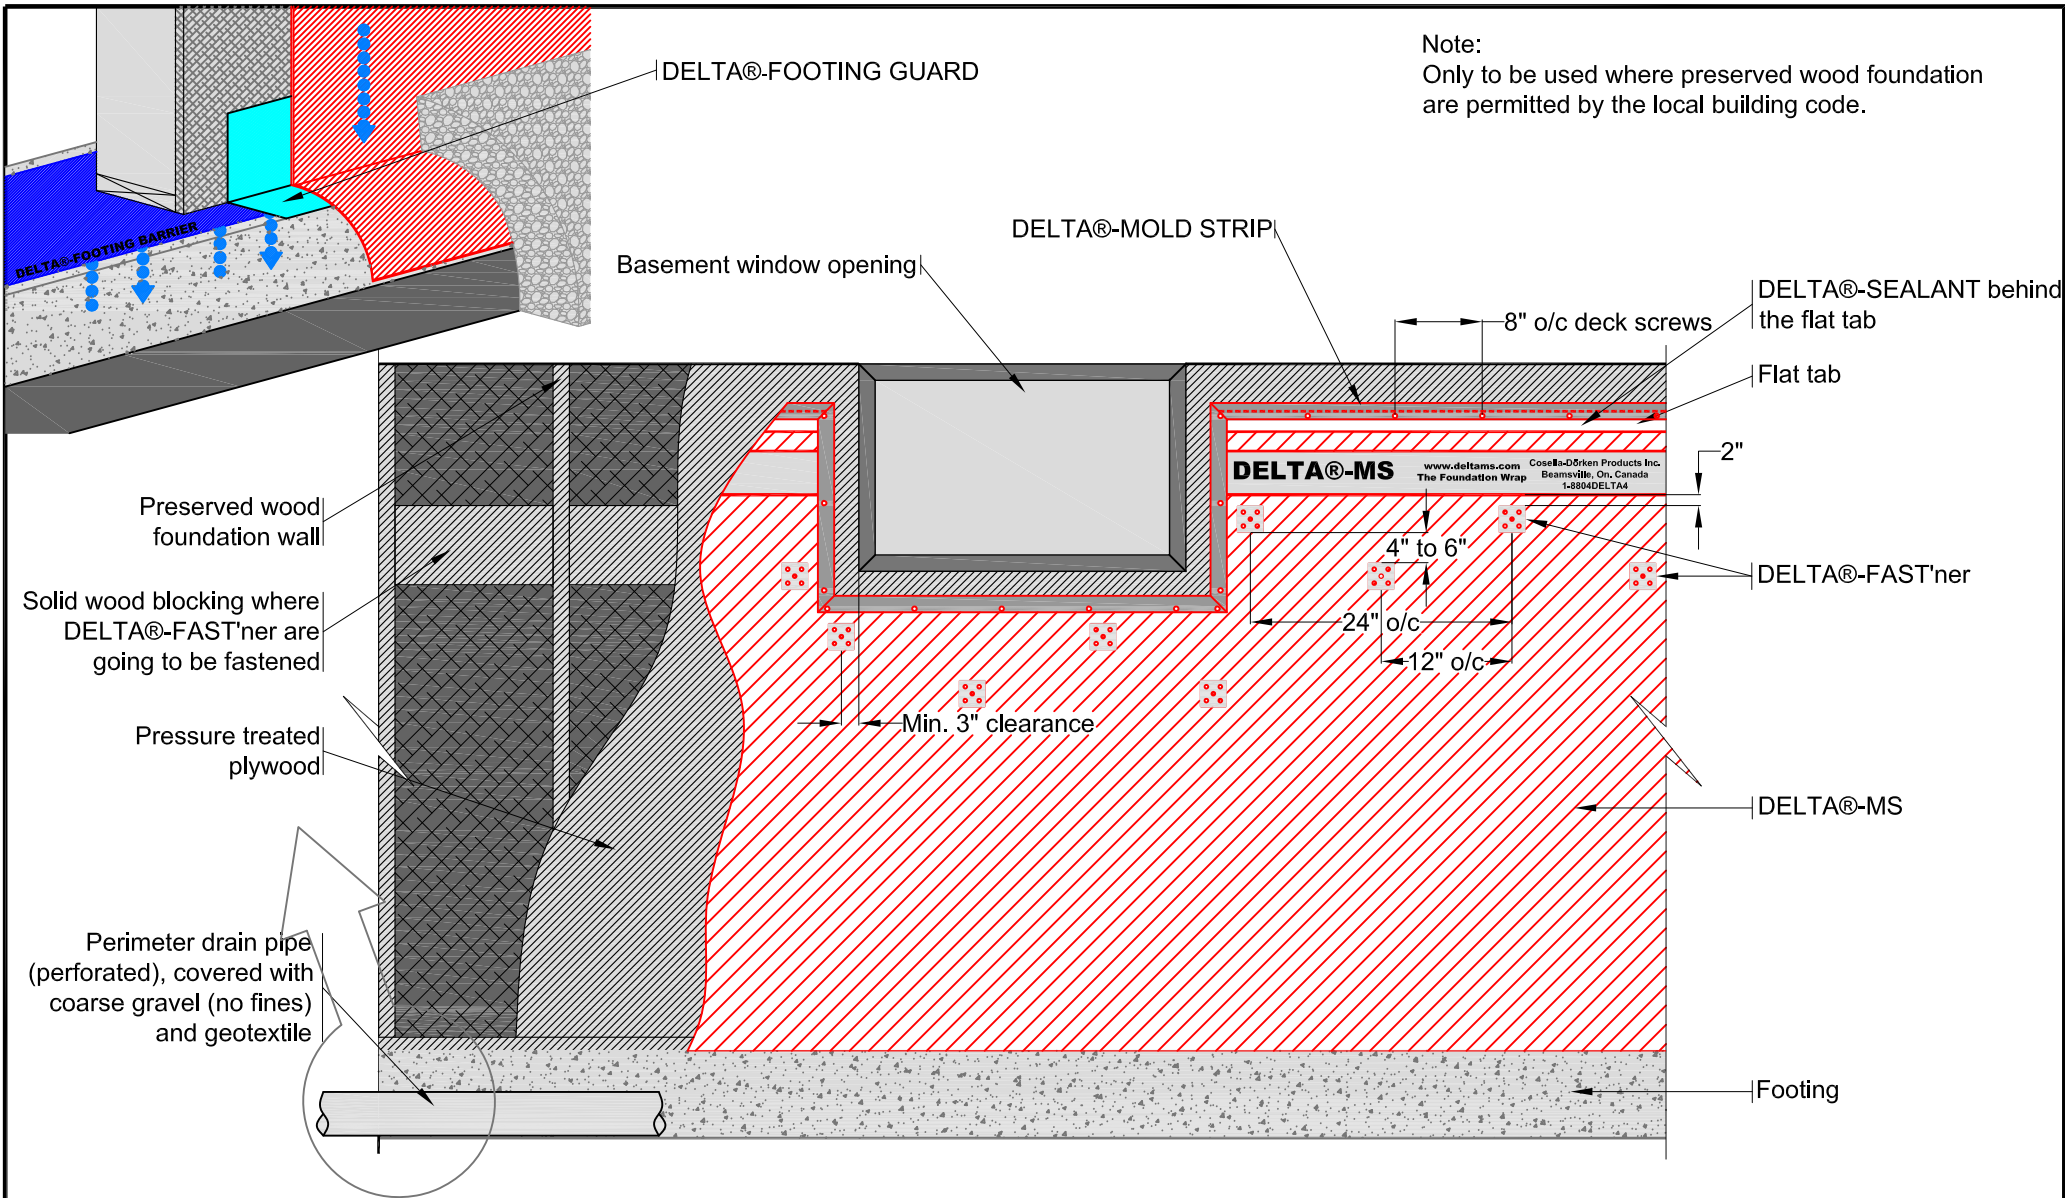 DELTA®-FOOTING GUARD
Note:
Only to be used where preserved wood foundation
are permitted by the local building code.
DELTA®-FOOTING BARRIER
DELTA®-MOLD STRIP
Basement window opening
DELTA®-SEALANT behind
the flat tab
8" o/c deck screws
Flat tab
2"
DELTA®-MS
www.deltams.com
The Foundation Wrap
Cosella-Dörken Products Inc.
Beamsville, On. Canada
1-8804DELTA4
Preserved wood
foundation wall
4" to 6"
DELTA®-FAST'ner
Solid wood blocking where
DELTA®-FAST'ner are
going to be fastened
24" o/c
12" o/c
Min. 3" clearance
Pressure treated
plywood
DELTA®-MS
Perimeter drain pipe
(perforated), covered with
coarse gravel (no fines)
and geotextile
Footing